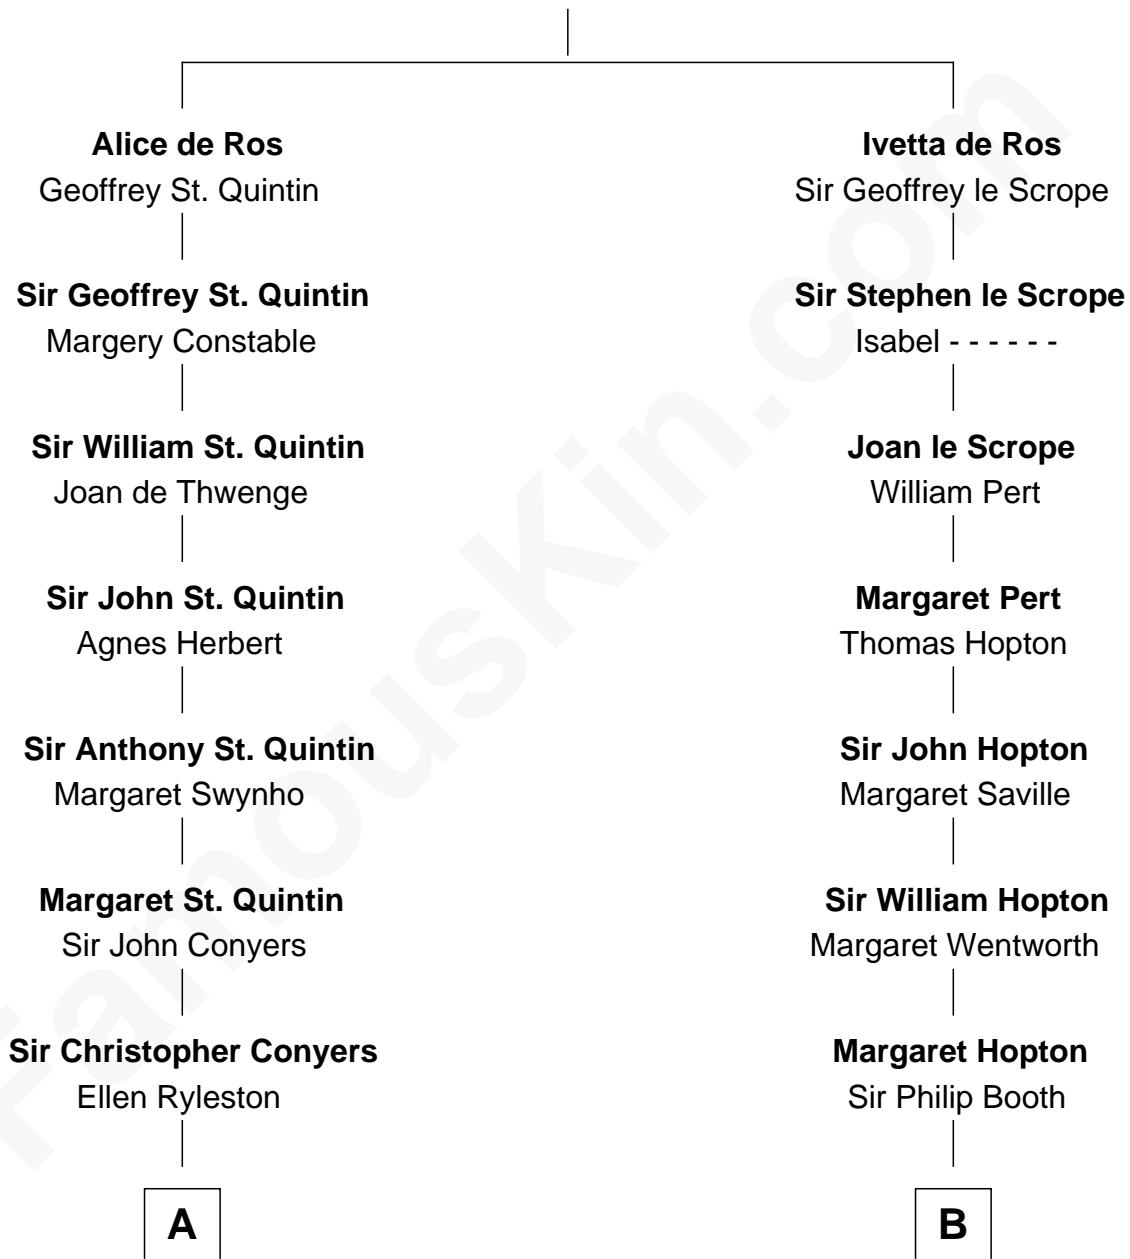 Alice de Ros
Geoffrey St. Quintin
Sir Geoffrey St. Quintin
Margery Constable
Sir William St. Quintin
Joan de Thwenge
Sir John St. Quintin
Agnes Herbert
Sir Anthony St. Quintin
Margaret Swynho
Margaret St. Quintin
Sir John Conyers
Sir Christopher Conyers
Ellen Ryleston
A
Ivetta de Ros
Sir Geoffrey le Scrope
Sir Stephen le Scrope
Isabel - - - - - -
Joan le Scrope
William Pert
Margaret Pert
Thomas Hopton
Sir John Hopton
Margaret Saville
Sir William Hopton
Margaret Wentworth
Margaret Hopton
Sir Philip Booth
B
FamousKin.com